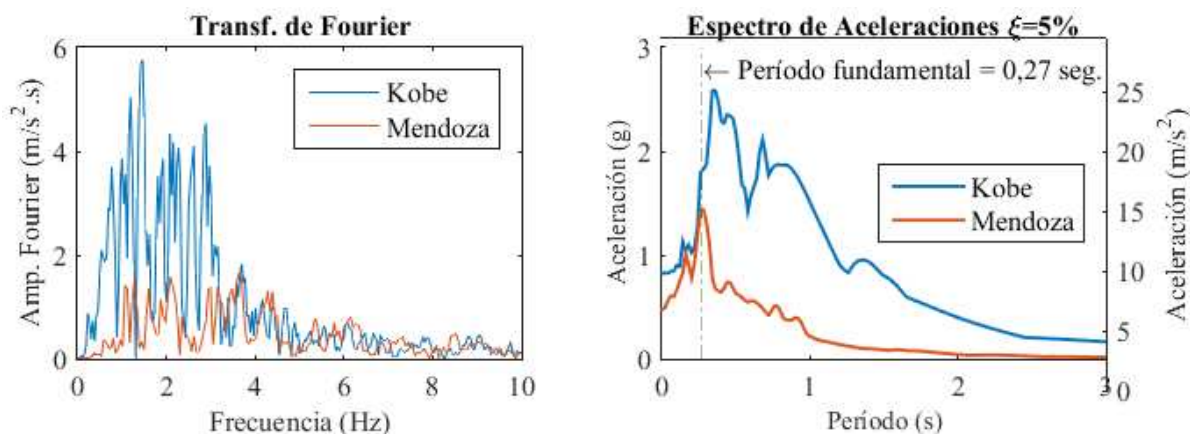 Transf. de Fourier
6
4
2
0
Amp. Fourier (m/s².s)
Kobe
Mendoza
0 2 4 6 8 10
Frecuencia (Hz)
Espectro de Aceleraciones ξ=5%
3
2
1
0
Aceleración (g)
← Período fundamental = 0,27 seg.
Kobe
Mendoza
25
20
15
10
5
0
Aceleración (m/s²)
0 1 2 3
Período (s)